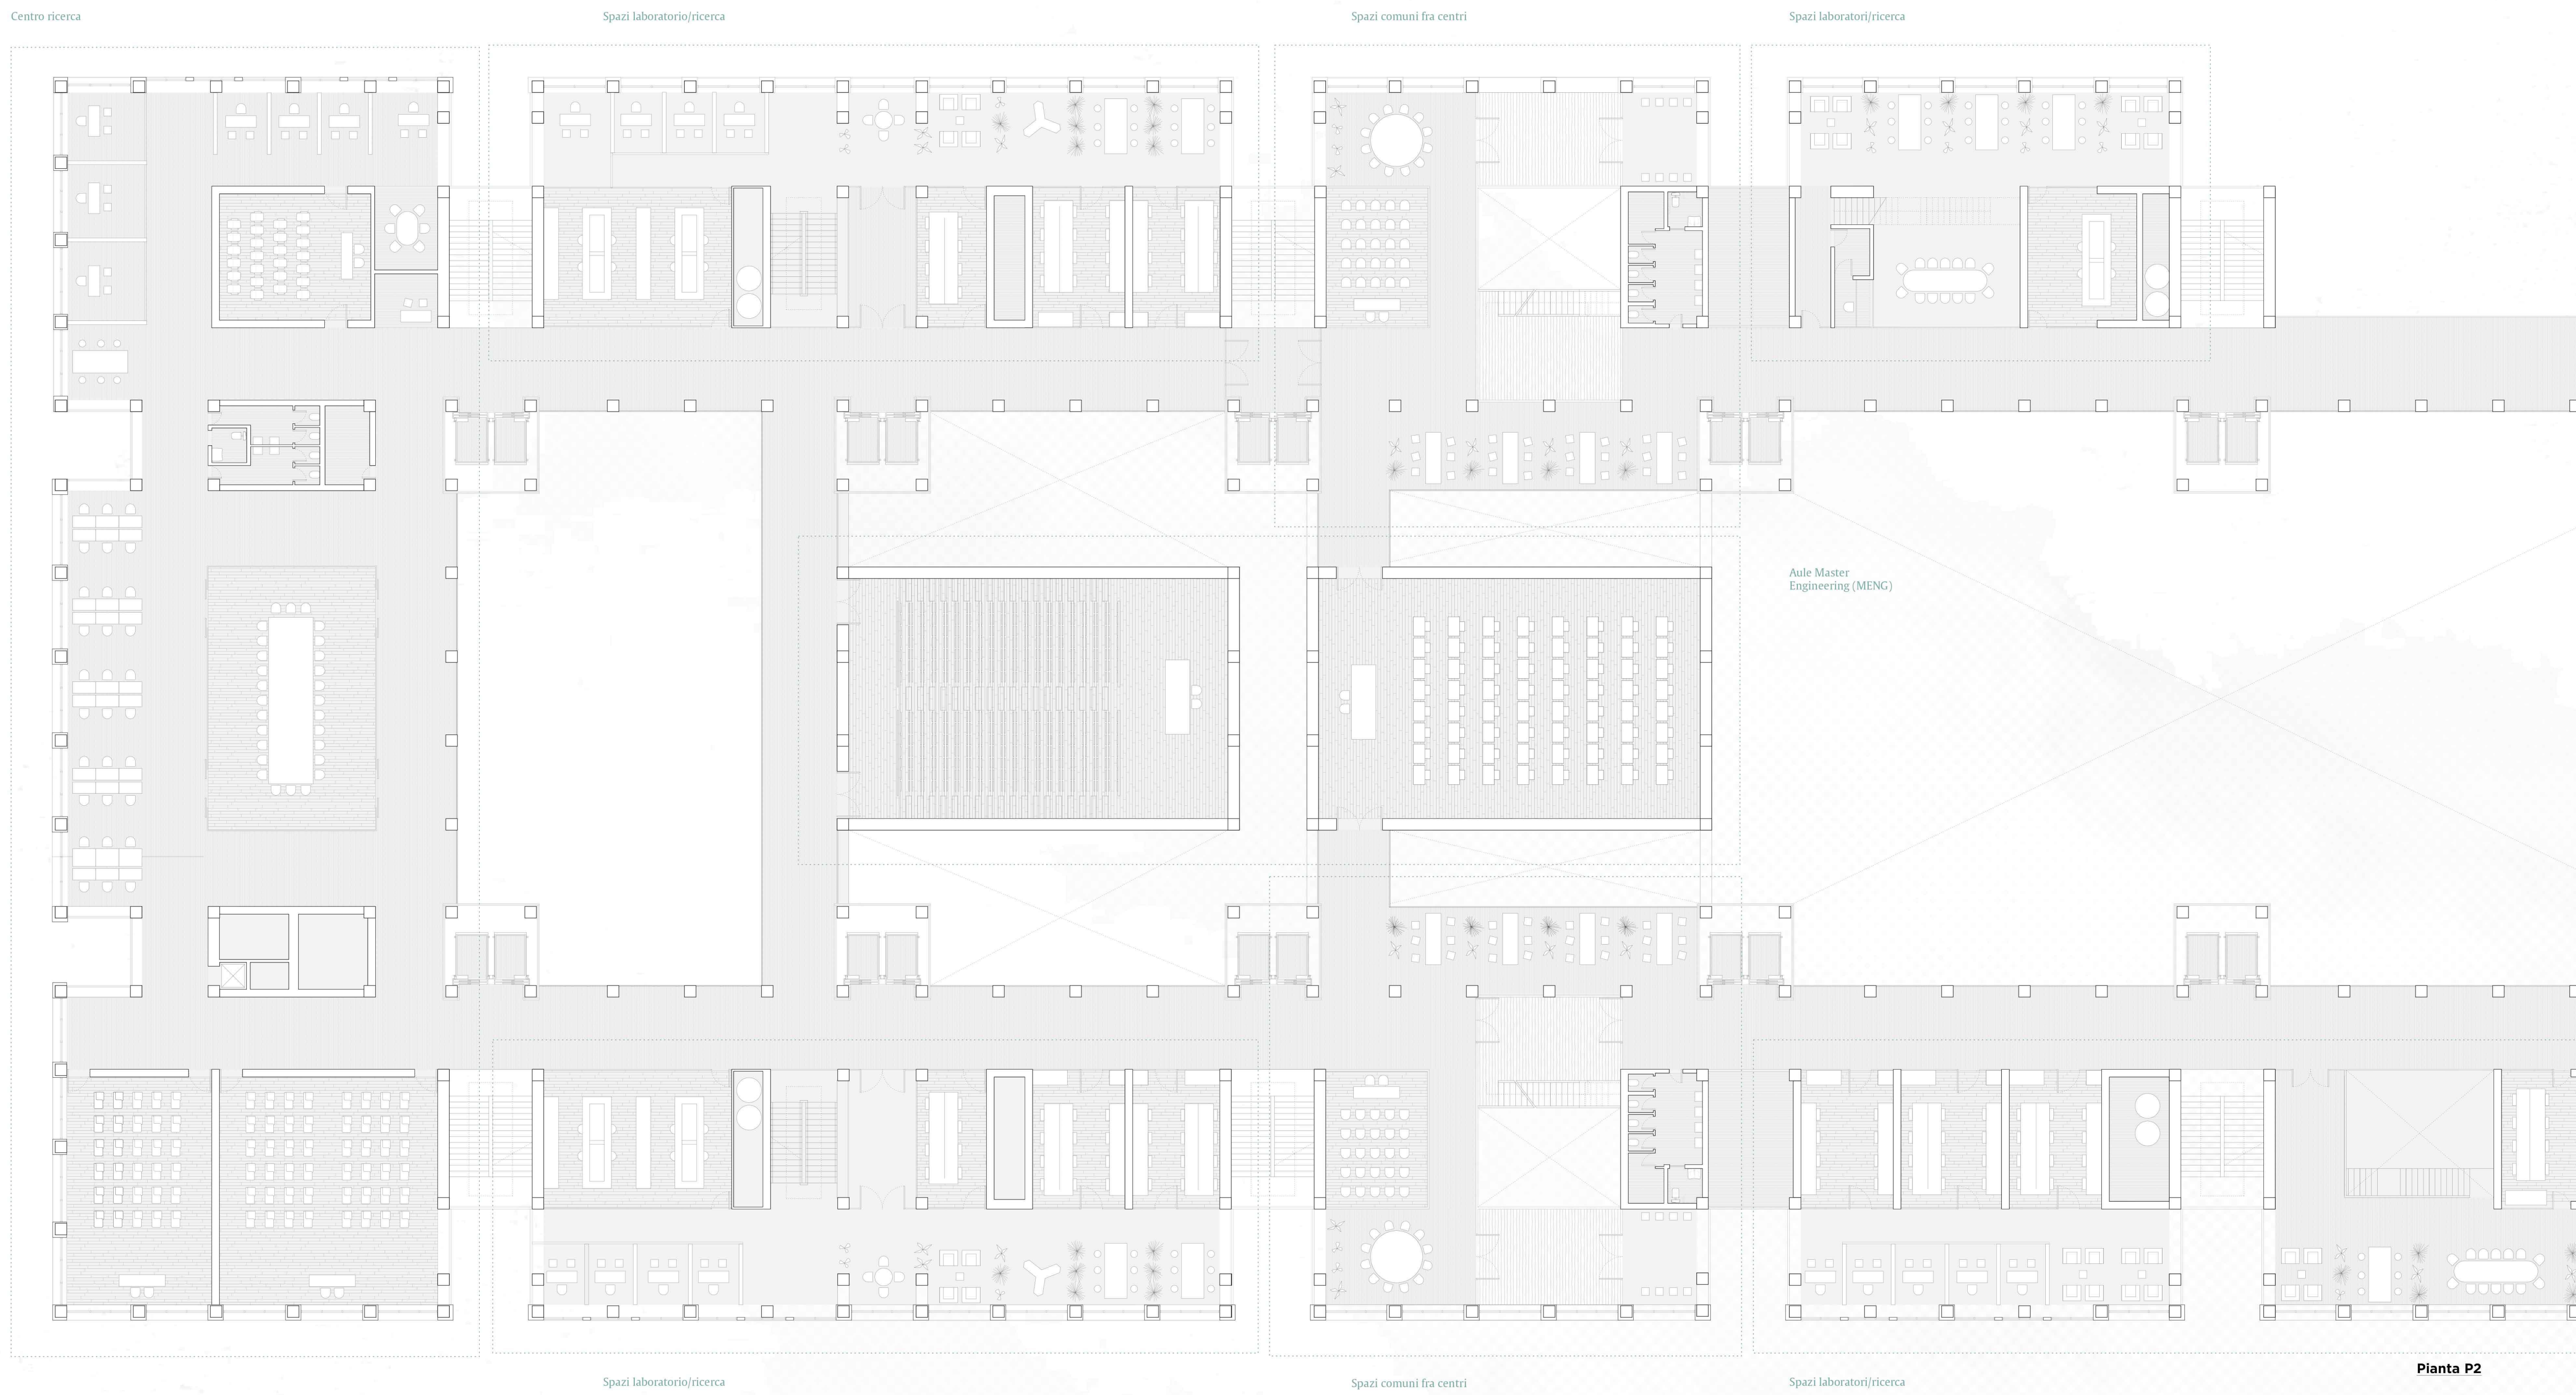 Centro ricerca
Spazi laboratorio/ricerca
Spazi comuni fra centri
Spazi laboratori/ricerca
Aule Master
Engineering (MENG)
Pianta P2
Spazi laboratorio/ricerca
Spazi comuni fra centri
Spazi laboratori/ricerca